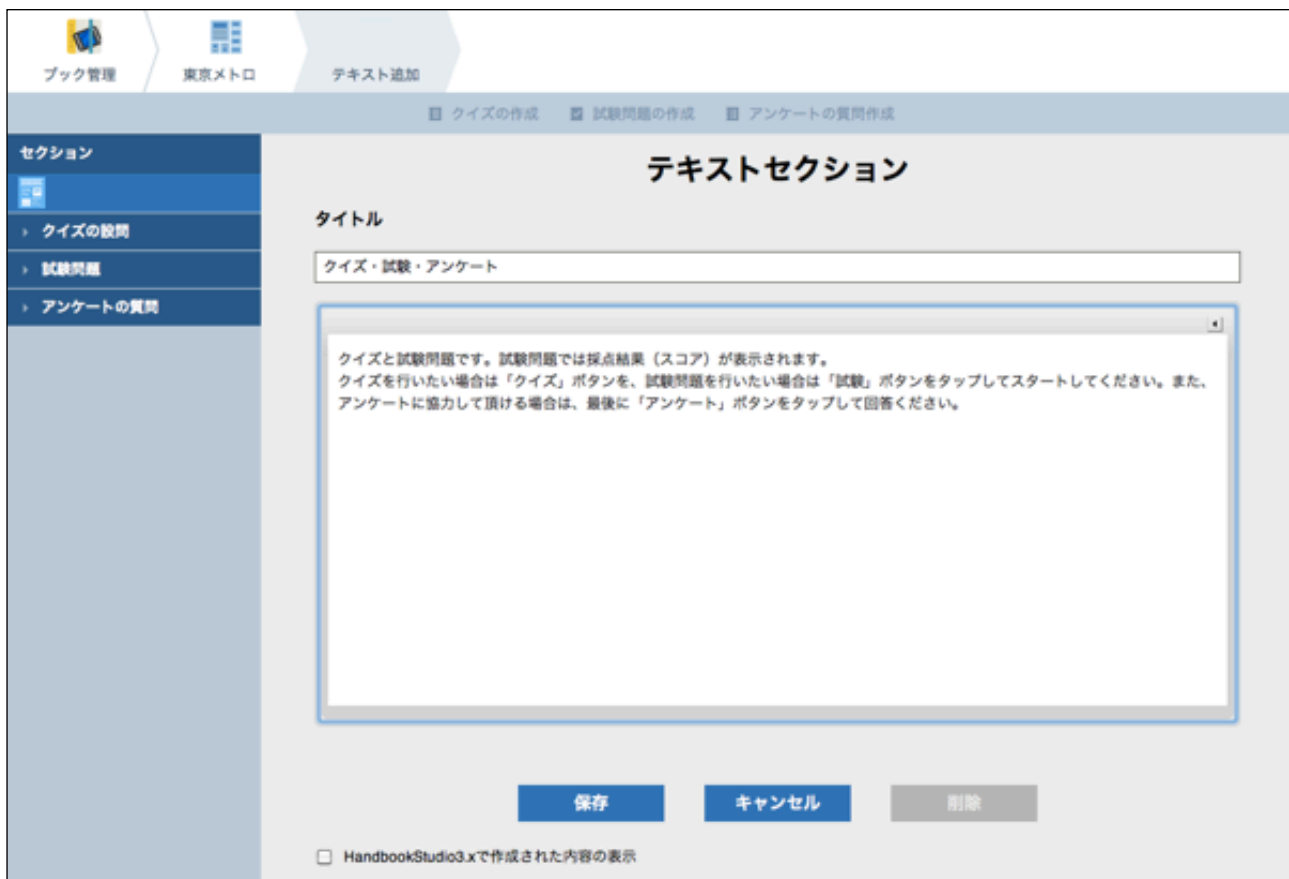 ブック管理
東京メトロ
テキスト追加
クイズの作成
試験問題の作成
アンケートの質問作成
セクション
クイズの設問
試験問題
アンケートの質問
テキストセクション
タイトル
クイズ・試験・アンケート
クイズと試験問題です。試験問題では採点結果（スコア）が表示されます。
クイズを行いたい場合は「クイズ」ボタンを、試験問題を行いたい場合は「試験」ボタンをタップしてスタートしてください。また、
アンケートに協力して頂ける場合は、最後に「アンケート」ボタンをタップして回答ください。
保存
キャンセル
削除
HandbookStudio3.xで作成された内容の表示